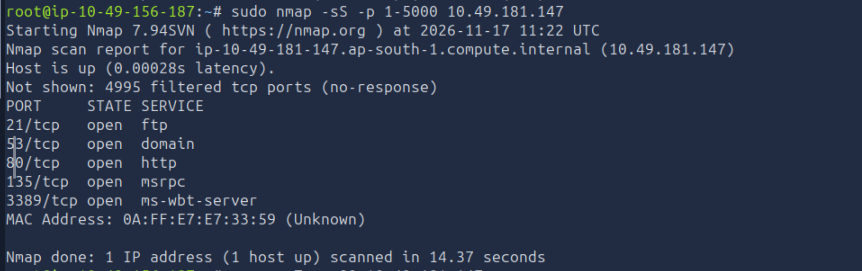 root@ip-10-49-156-187:~# sudo nmap -sS -p 1-5000 10.49.181.147
Starting Nmap 7.94SVN ( https://nmap.org ) at 2026-11-17 11:22 UTC
Nmap scan report for ip-10-49-181-147.ap-south-1.compute.internal (10.49.181.147)
Host is up (0.00028s latency).
Not shown: 4995 filtered tcp ports (no-response)
PORT     STATE SERVICE
21/tcp   open  ftp
53/tcp   open  domain
80/tcp   open  http
135/tcp  open  msrpc
3389/tcp open  ms-wbt-server
MAC Address: 0A:FF:E7:E7:33:59 (Unknown)
Nmap done: 1 IP address (1 host up) scanned in 14.37 seconds